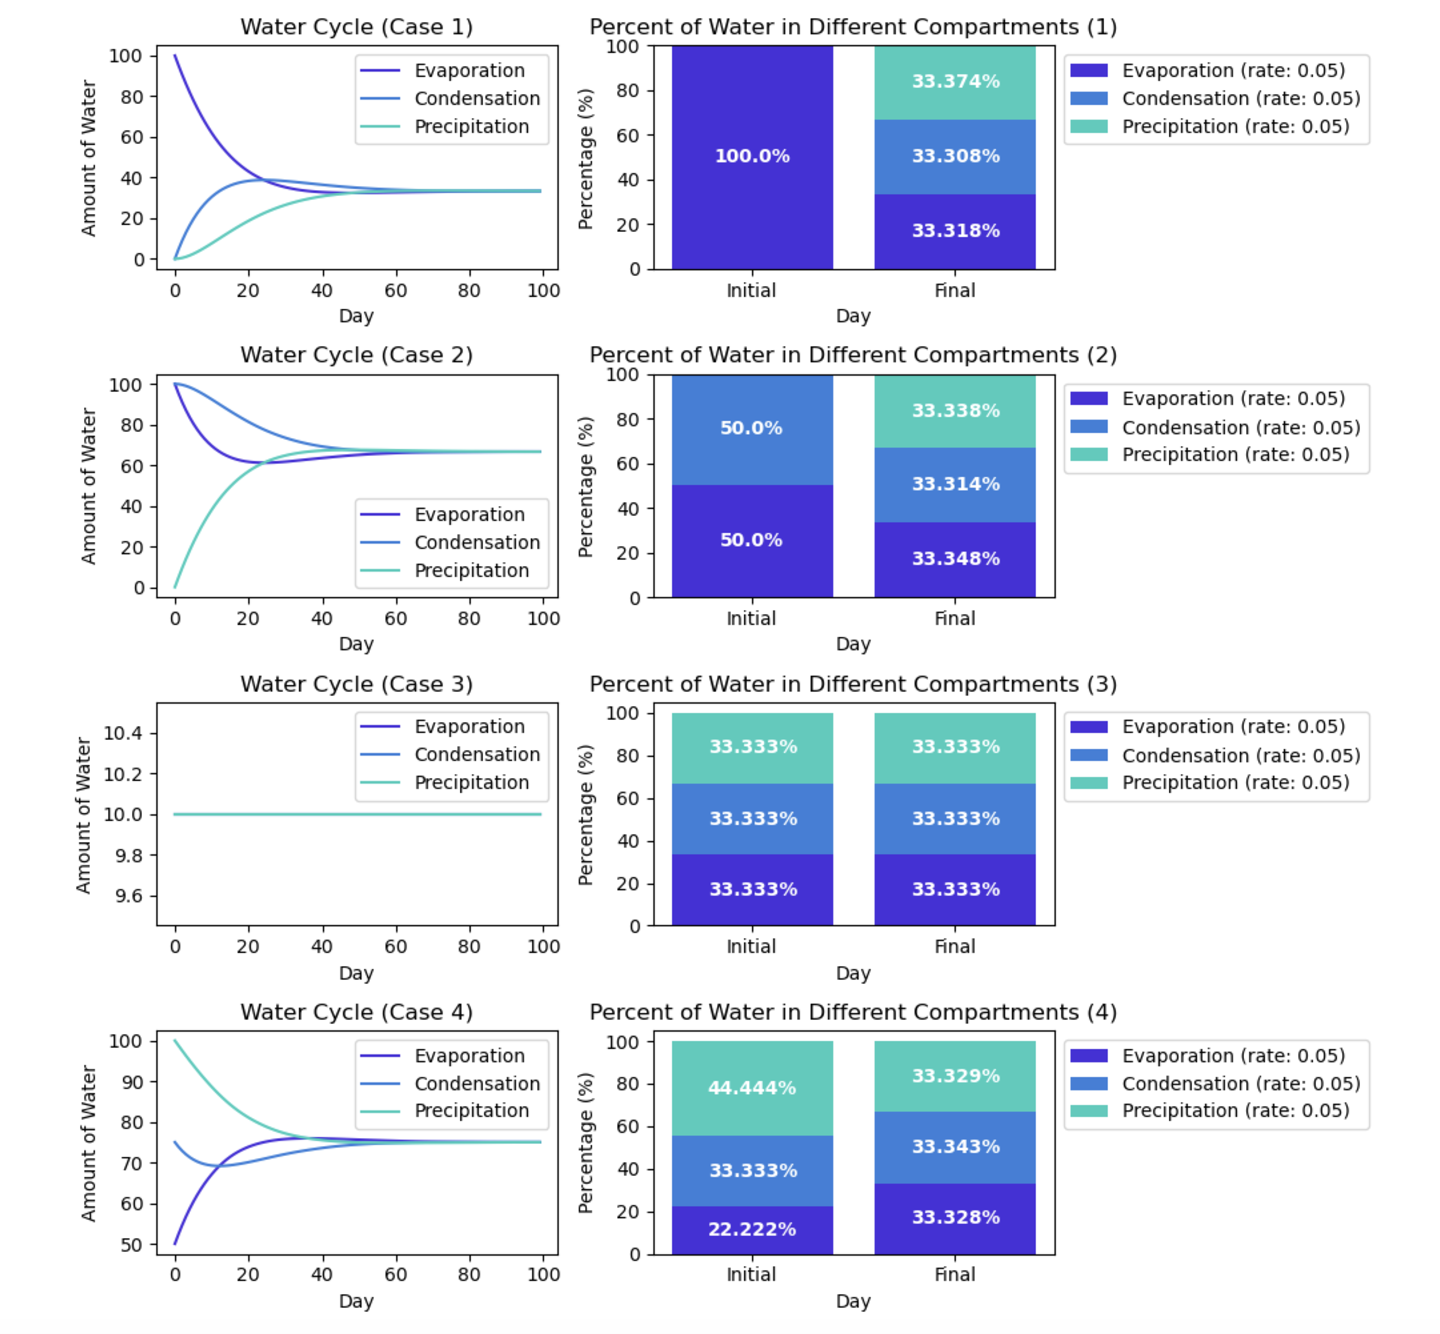 Water Cycle (Case 1)
Percent of Water in Different Compartments (1)
Amount of Water
100
80
60
40
20
0
Evaporation
Condensation
Precipitation
0 20 40 60 80 100
Day
Percentage (%)
100
80
60
40
20
0
100.0%
33.374%
33.308%
33.318%
Initial Final
Day
Evaporation (rate: 0.05)
Condensation (rate: 0.05)
Precipitation (rate: 0.05)
Water Cycle (Case 2)
Percent of Water in Different Compartments (2)
Amount of Water
100
80
60
40
20
0
Evaporation
Condensation
Precipitation
0 20 40 60 80 100
Day
Percentage (%)
100
80
60
40
20
0
50.0%
50.0%
33.338%
33.314%
33.348%
Initial Final
Day
Evaporation (rate: 0.05)
Condensation (rate: 0.05)
Precipitation (rate: 0.05)
Water Cycle (Case 3)
Percent of Water in Different Compartments (3)
Amount of Water
10.4
10.2
10.0
9.8
9.6
Evaporation
Condensation
Precipitation
0 20 40 60 80 100
Day
Percentage (%)
100
80
60
40
20
0
33.333%
33.333%
33.333%
33.333%
33.333%
33.333%
Initial Final
Day
Evaporation (rate: 0.05)
Condensation (rate: 0.05)
Precipitation (rate: 0.05)
Water Cycle (Case 4)
Percent of Water in Different Compartments (4)
Amount of Water
100
90
80
70
60
50
Evaporation
Condensation
Precipitation
0 20 40 60 80 100
Day
Percentage (%)
100
80
60
40
20
0
44.444%
33.333%
22.222%
33.329%
33.343%
33.328%
Initial Final
Day
Evaporation (rate: 0.05)
Condensation (rate: 0.05)
Precipitation (rate: 0.05)